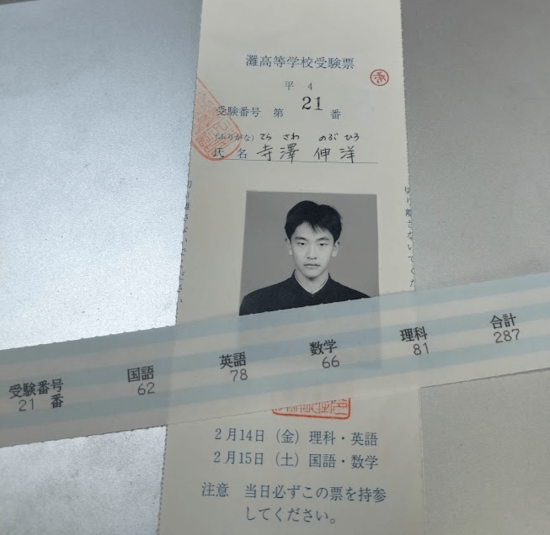 灘高等学校受験票
平4
受験番号 第 21 番
(ふりがな) てら さわ のぶ ひろ
氏名 寺澤 伸洋
受験番号 国語 英語 数学 理科 合計
21 番 62 78 66 81 287
2月14日(金)理科・英語
2月15日(土)国語・数学
注意 当日必ずこの票を持参
してください。